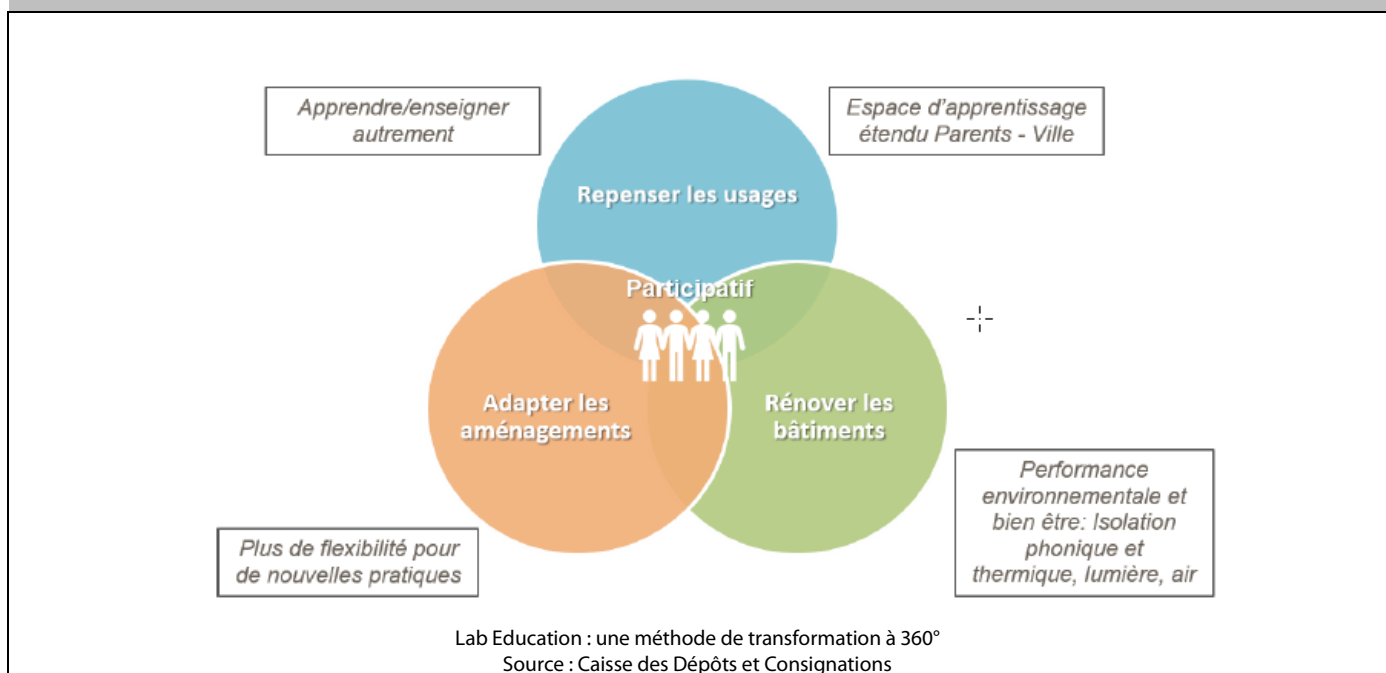 Apprendre/enseigner
autrement
Espace d'apprentissage
étendu Parents - Ville
Repenser les usages
Participatif
Adapter les
aménagements
Rénover les
bâtiments
Plus de flexibilité pour
de nouvelles pratiques
Performance
environnementale et
bien être: Isolation
phonique et
thermique, lumière, air
Lab Education : une méthode de transformation à 360°
Source : Caisse des Dépôts et Consignations